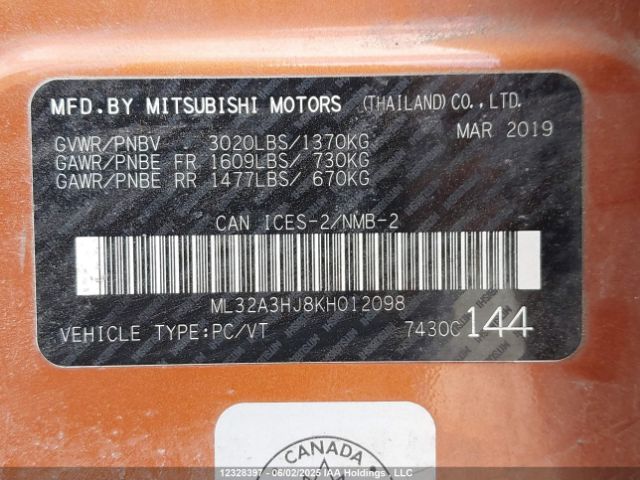 MFD.BY MITSUBISHI MOTORS (THAILAND)CO.,LTD.
MAR 2019
GVWR/PNBV . 3020LBS/1370KG
GAWR/PNBE FR 1609LBS/ 730KG
GAWR/PNBE RR 1477LBS/ 670KG
CAN ICES-2/NMB-2
ML32A3HJ8KH012098
VEHICLE TYPE:PC/VT 7430C 144
CANADA
12328397 - 06/02/2025 IAA Holdings , LLC